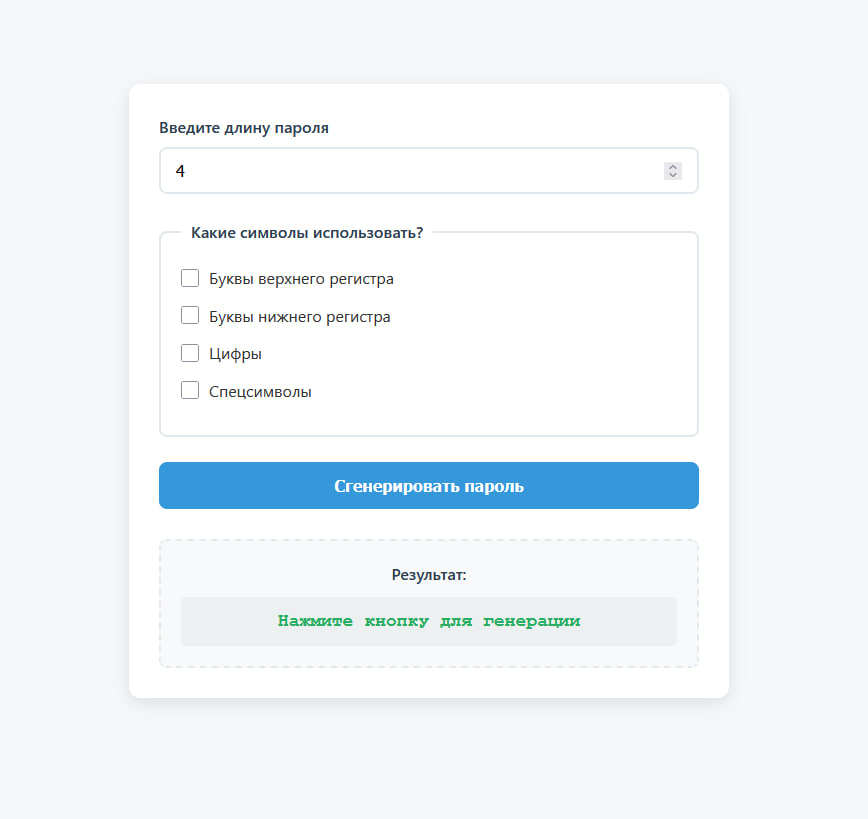 Введите длину пароля
4
Какие символы использовать?
Буквы верхнего регистра
Буквы нижнего регистра
Цифры
Спецсимволы
Сгенерировать пароль
Результат:
Нажмите кнопку для генерации